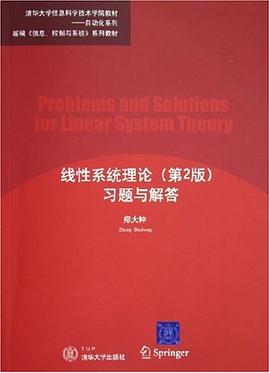 清华大学信息科学技术学院教材
——自动化系列
新编《信息、控制与系统》系列教材
Problems and Solutions
for Linear System Theory
线性系统理论(第2版)
习题与解答
郑大钟
Zheng Dazhong
TUP
清华大学出版社
Springer